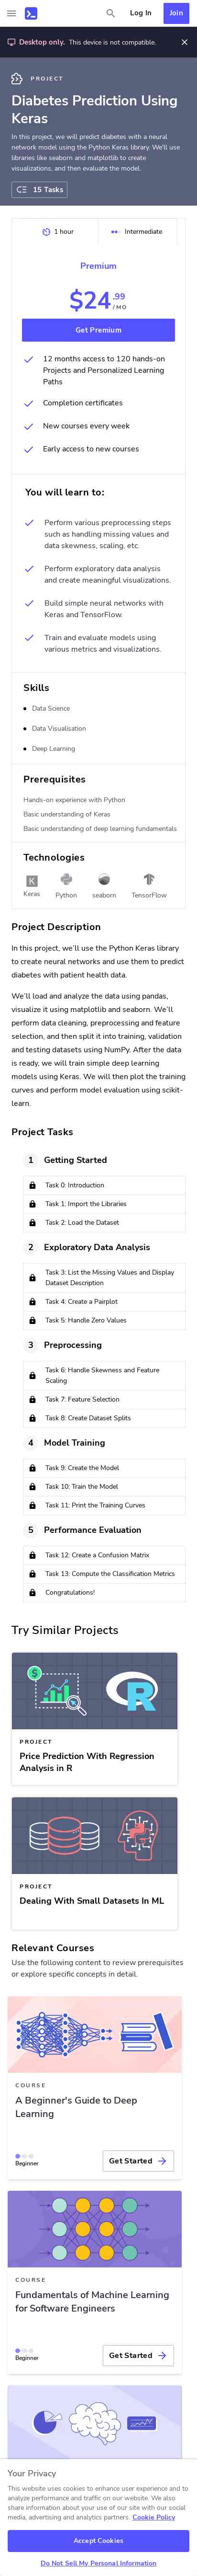 Log In
Join
Desktop only. This device is not compatible.
PROJECT
Diabetes Prediction Using
Keras
In this project, we will predict diabetes with a neural
network model using the Python Keras library. We'll use
libraries like seaborn and matplotlib to create
visualizations, and then evaluate the model.
15 Tasks
1 hour
Intermediate
Premium
$24.99
/ MO
Get Premium
12 months access to 120 hands-on
Projects and Personalized Learning
Paths
Completion certificates
New courses every week
Early access to new courses
You will learn to:
Perform various preprocessing steps
such as handling missing values and
data skewness, scaling, etc.
Perform exploratory data analysis
and create meaningful visualizations.
Build simple neural networks with
Keras and TensorFlow.
Train and evaluate models using
various metrics and visualizations.
Skills
Data Science
Data Visualisation
Deep Learning
Prerequisites
Hands-on experience with Python
Basic understanding of Keras
Basic understanding of deep learning fundamentals
Technologies
K
Keras
Python
seaborn
TensorFlow
Project Description
In this project, we'll use the Python Keras library
to create neural networks and use them to predict
diabetes with patient health data.
We'll load and analyze the data using pandas,
visualize it using matplotlib and seaborn. We'll
perform data cleaning, preprocessing and feature
selection, and then split it into training, validation
and testing datasets using NumPy. After the data
is ready, we will train simple deep learning
models using Keras. We will then plot the training
curves and perform model evaluation using scikit-
learn.
Project Tasks
1 Getting Started
Task 0: Introduction
Task 1: Import the Libraries
Task 2: Load the Dataset
2 Exploratory Data Analysis
Task 3: List the Missing Values and Display
Dataset Description
Task 4: Create a Pairplot
Task 5: Handle Zero Values
3 Preprocessing
Task 6: Handle Skewness and Feature
Scaling
Task 7: Feature Selection
Task 8: Create Dataset Splits
4 Model Training
Task 9: Create the Model
Task 10: Train the Model
Task 11: Print the Training Curves
5 Performance Evaluation
Task 12: Create a Confusion Matrix
Task 13: Compute the Classification Metrics
Congratulations!
Try Similar Projects
$
R
PROJECT
Price Prediction With Regression
Analysis in R
PROJECT
Dealing With Small Datasets In ML
Relevant Courses
Use the following content to review prerequisites
or explore specific concepts in detail.
COURSE
A Beginner's Guide to Deep
Learning
Beginner
Get Started
COURSE
Fundamentals of Machine Learning
for Software Engineers
Beginner
Get Started
Your Privacy
This website uses cookies to enhance user experience and to
analyze performance and traffic on our website. We also
share information about your use of our site with our social
media, advertising and analytics partners. Cookie Policy
Accept Cookies
Do Not Sell My Personal Information